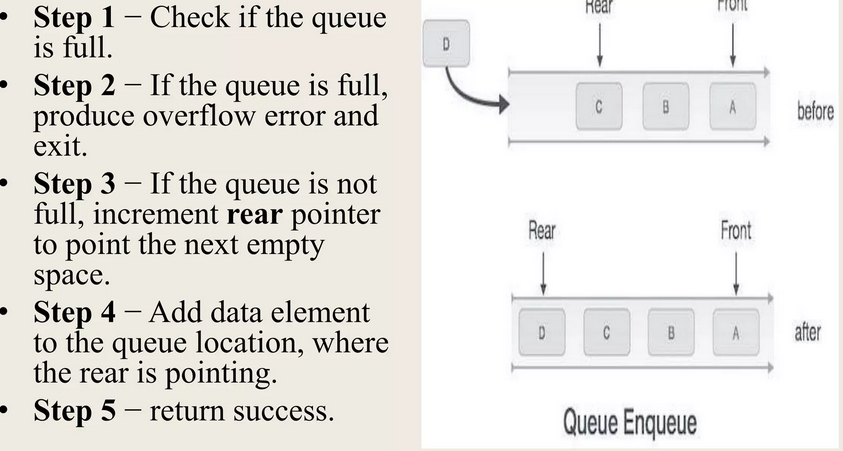 • Step 1 − Check if the queue
is full.
• Step 2 − If the queue is full,
produce overflow error and
exit.
• Step 3 − If the queue is not
full, increment rear pointer
to point the next empty
space.
• Step 4 − Add data element
to the queue location, where
the rear is pointing.
• Step 5 − return success.
Rear Front
D
C B A
before
Rear Front
D C B A
after
Queue Enqueue